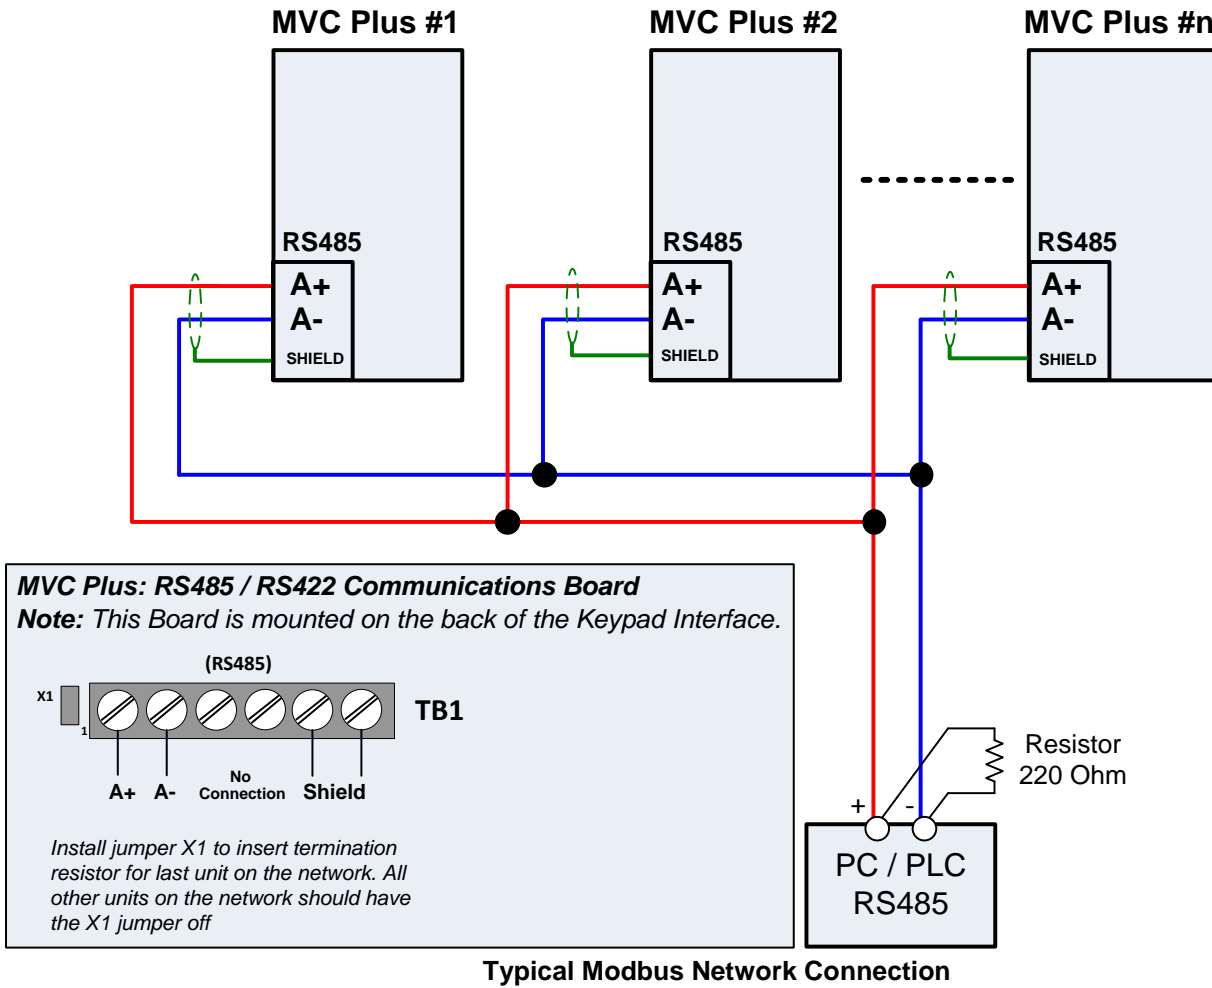 MVC Plus #1
MVC Plus #2
MVC Plus #n
RS485
A+
A-
SHIELD
RS485
A+
A-
SHIELD
RS485
A+
A-
SHIELD
MVC Plus: RS485 / RS422 Communications Board
Note: This Board is mounted on the back of the Keypad Interface.
(RS485)
X1
1
TB1
A+
A-
No
Connection
Shield
Install jumper X1 to insert termination
resistor for last unit on the network. All
other units on the network should have
the X1 jumper off
Resistor
220 Ohm
+
-
PC / PLC
RS485
Typical Modbus Network Connection